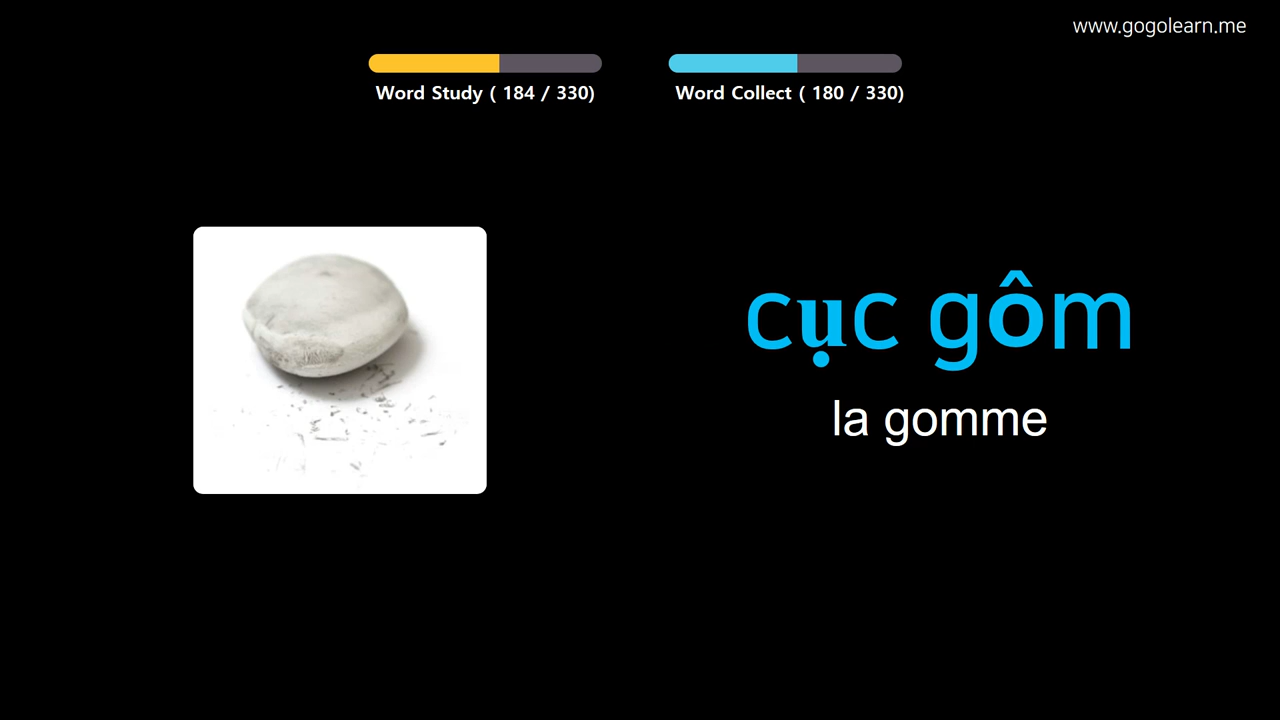 www.gogolearn.me
Word Study ( 184 / 330)
Word Collect ( 180 / 330)
cục gôm
la gomme